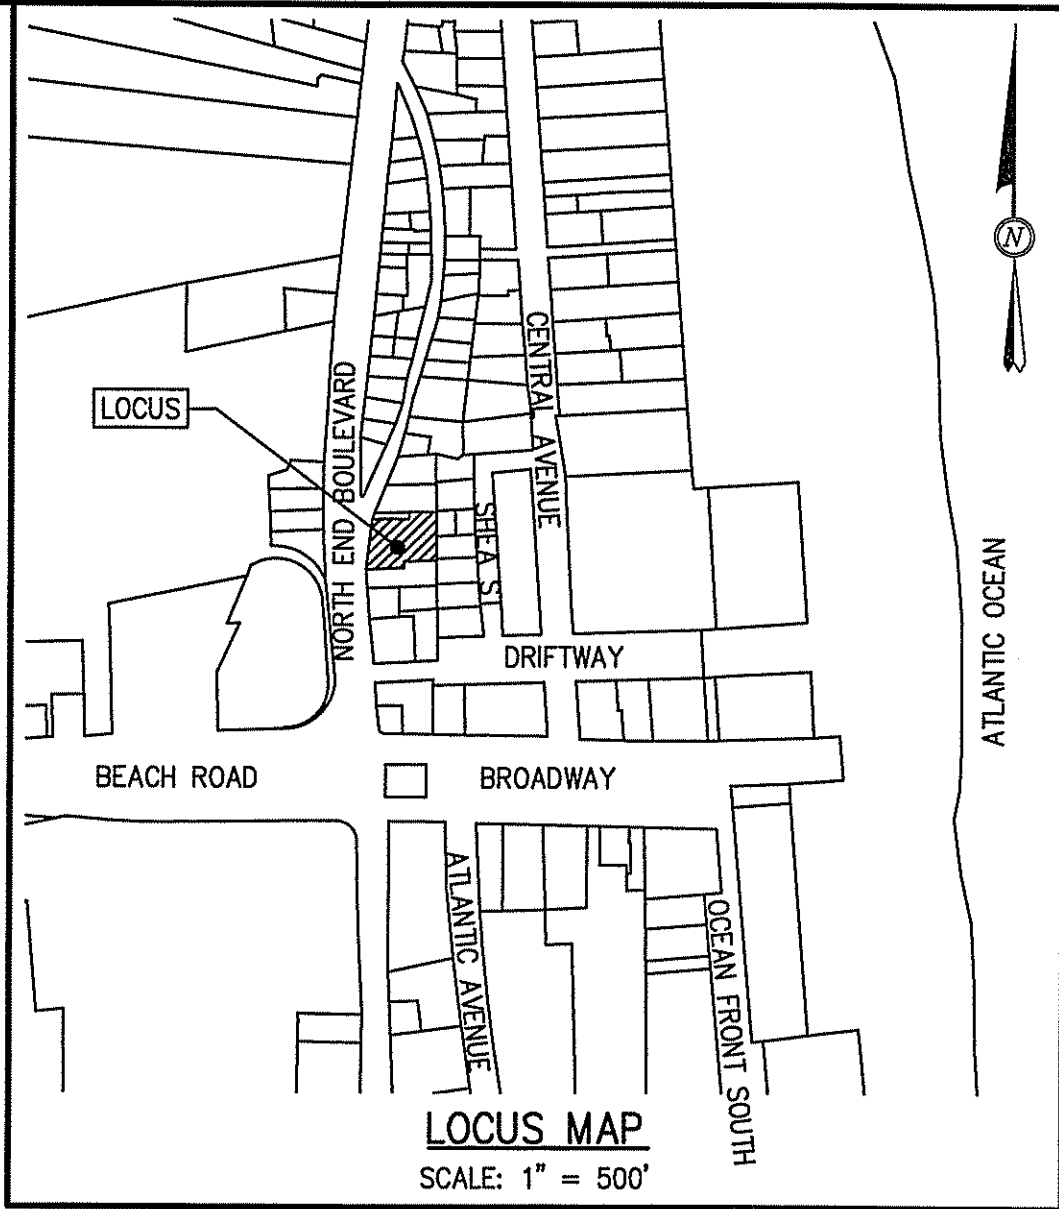 N
CENTRAL AVENUE
LOCUS
NORTH END BOULEVARD
SHEA ST
ATLANTIC OCEAN
DRIFTWAY
BEACH ROAD
BROADWAY
ATLANTIC AVENUE
OCEAN FRONT SOUTH
LOCUS MAP
SCALE: 1" = 500'